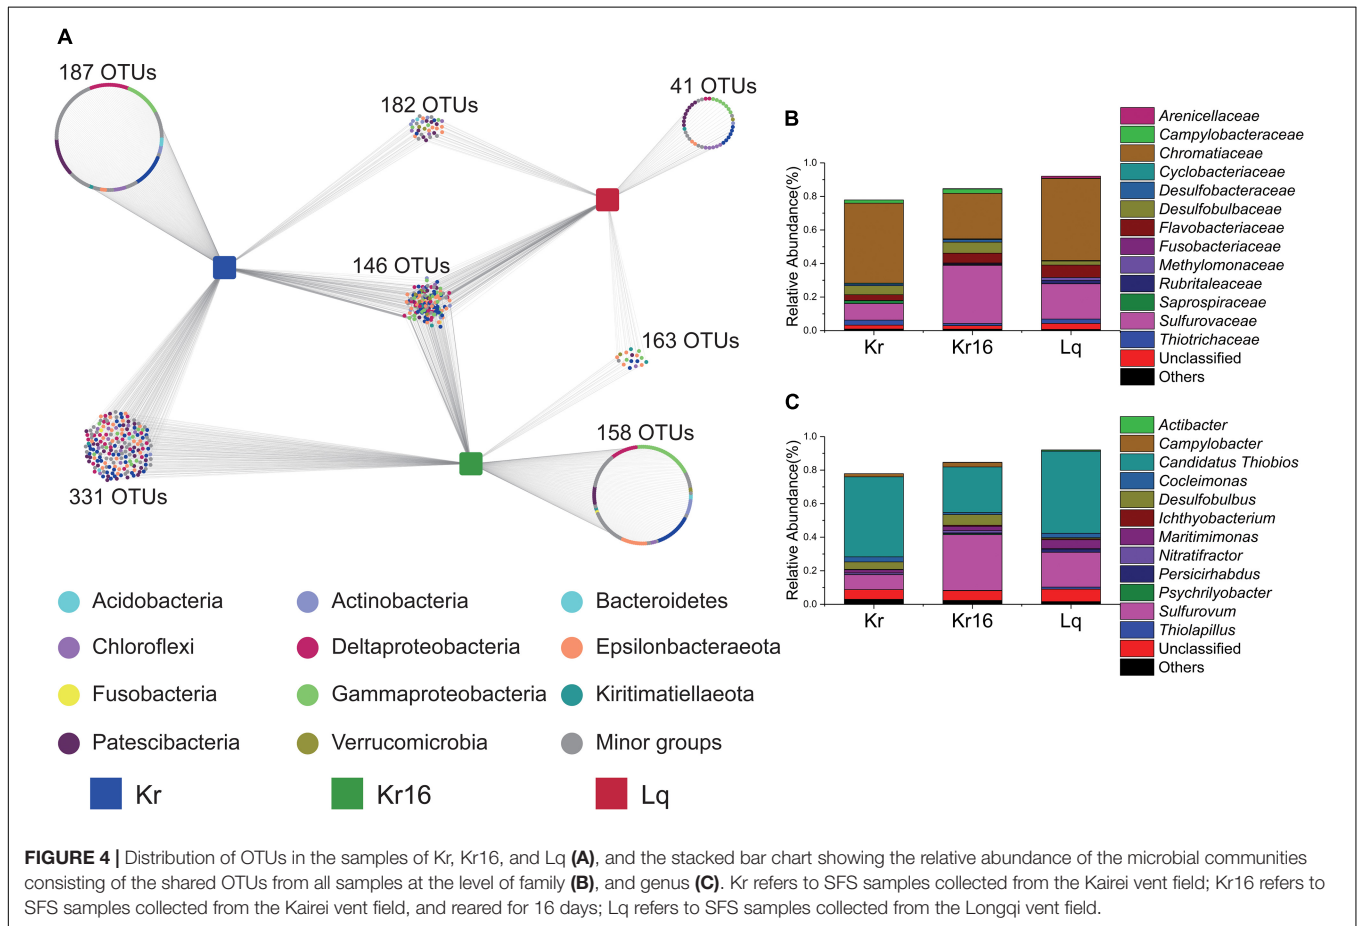 A
187 OTUs
182 OTUs
41 OTUs
146 OTUs
163 OTUs
331 OTUs
158 OTUs
Acidobacteria
Actinobacteria
Bacteroidetes
Chloroflexi
Deltaproteobacteria
Epsilonbacteraeota
Fusobacteria
Gammaproteobacteria
Kiritimatiellaeota
Patescibacteria
Verrucomicrobia
Minor groups
Kr
Kr16
Lq
B
Relative Abundance(%)
1.0
0.8
0.6
0.4
0.2
0.0
Kr
Kr16
Lq
Arenicellaceae
Campylobacteraceae
Chromatiaceae
Cyclobacteriaceae
Desulfobacteraceae
Desulfobulbaceae
Flavobacteriaceae
Fusobacteriaceae
Methylomonaceae
Rubritaleaceae
Saprospiraceae
Sulfurovaceae
Thiotrichaceae
Unclassified
Others
C
Relative Abundance(%)
1.0
0.8
0.6
0.4
0.2
0.0
Kr
Kr16
Lq
Actibacter
Campylobacter
Candidatus Thiobios
Cocleimonas
Desulfobulbus
Ichthyobacterium
Maritimimonas
Nitratifractor
Persicirhabdus
Psychrilyobacter
Sulfurovum
Thiolapillus
Unclassified
Others
FIGURE 4 | Distribution of OTUs in the samples of Kr, Kr16, and Lq (A), and the stacked bar chart showing the relative abundance of the microbial communities
consisting of the shared OTUs from all samples at the level of family (B), and genus (C). Kr refers to SFS samples collected from the Kairei vent field; Kr16 refers to
SFS samples collected from the Kairei vent field, and reared for 16 days; Lq refers to SFS samples collected from the Longqi vent field.